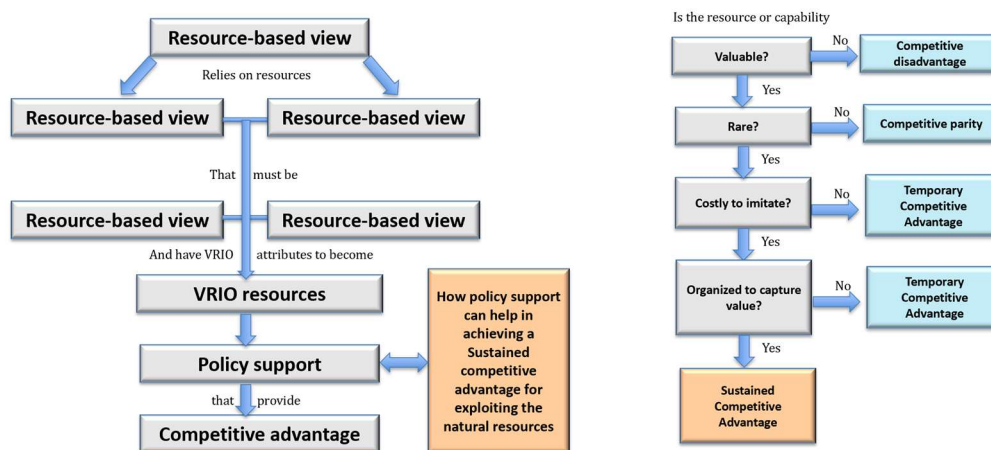 Resource-based view
Relies on resources
Resource-based view
Resource-based view
That must be
Resource-based view
Resource-based view
And have VRIO attributes to become
VRIO resources
Policy support
that provide
Competitive advantage
How policy support
can help in
achieving a
Sustained
competitive
advantage for
exploiting the
natural resources
Is the resource or capability
Valuable?
No
Competitive
disadvantage
Yes
Rare?
No
Competitive parity
Yes
Costly to imitate?
No
Temporary
Competitive
Advantage
Yes
Organized to capture
value?
No
Temporary
Competitive
Advantage
Yes
Sustained
Competitive
Advantage